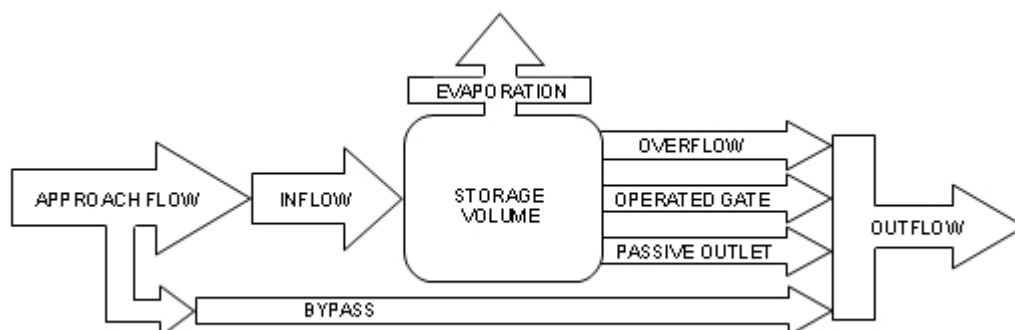 EVAPORATION
OVERFLOW
APPROACH FLOW
INFLOW
STORAGE
VOLUME
OPERATED GATE
OUTFLOW
PASSIVE OUTLET
BYPASS